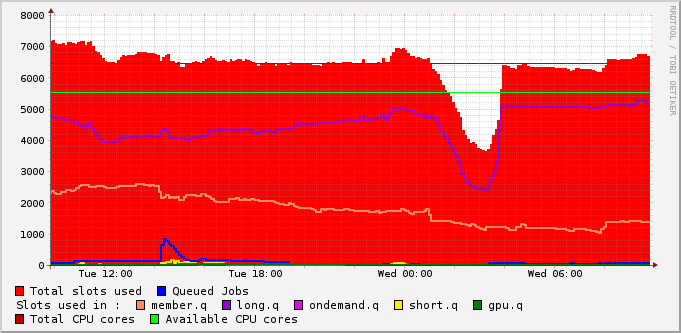 RRDTOOL / TOBI OETIKER
8000
7000
6000
5000
4000
3000
2000
1000
0
Tue 12:00 Tue 18:00 Wed 00:00 Wed 06:00
Total slots used Queued Jobs
Slots used in : member.q long.q ondemand.q short.q gpu.q
Total CPU cores Available CPU cores